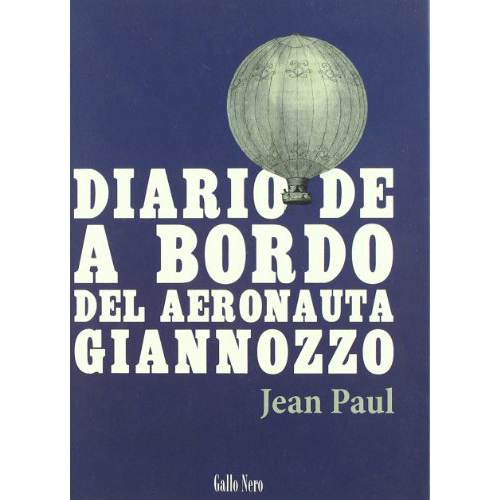 DIARIO DE
A BORDO
DEL AERONAUTA
GIANNOZZO
Jean Paul
Gallo Nero